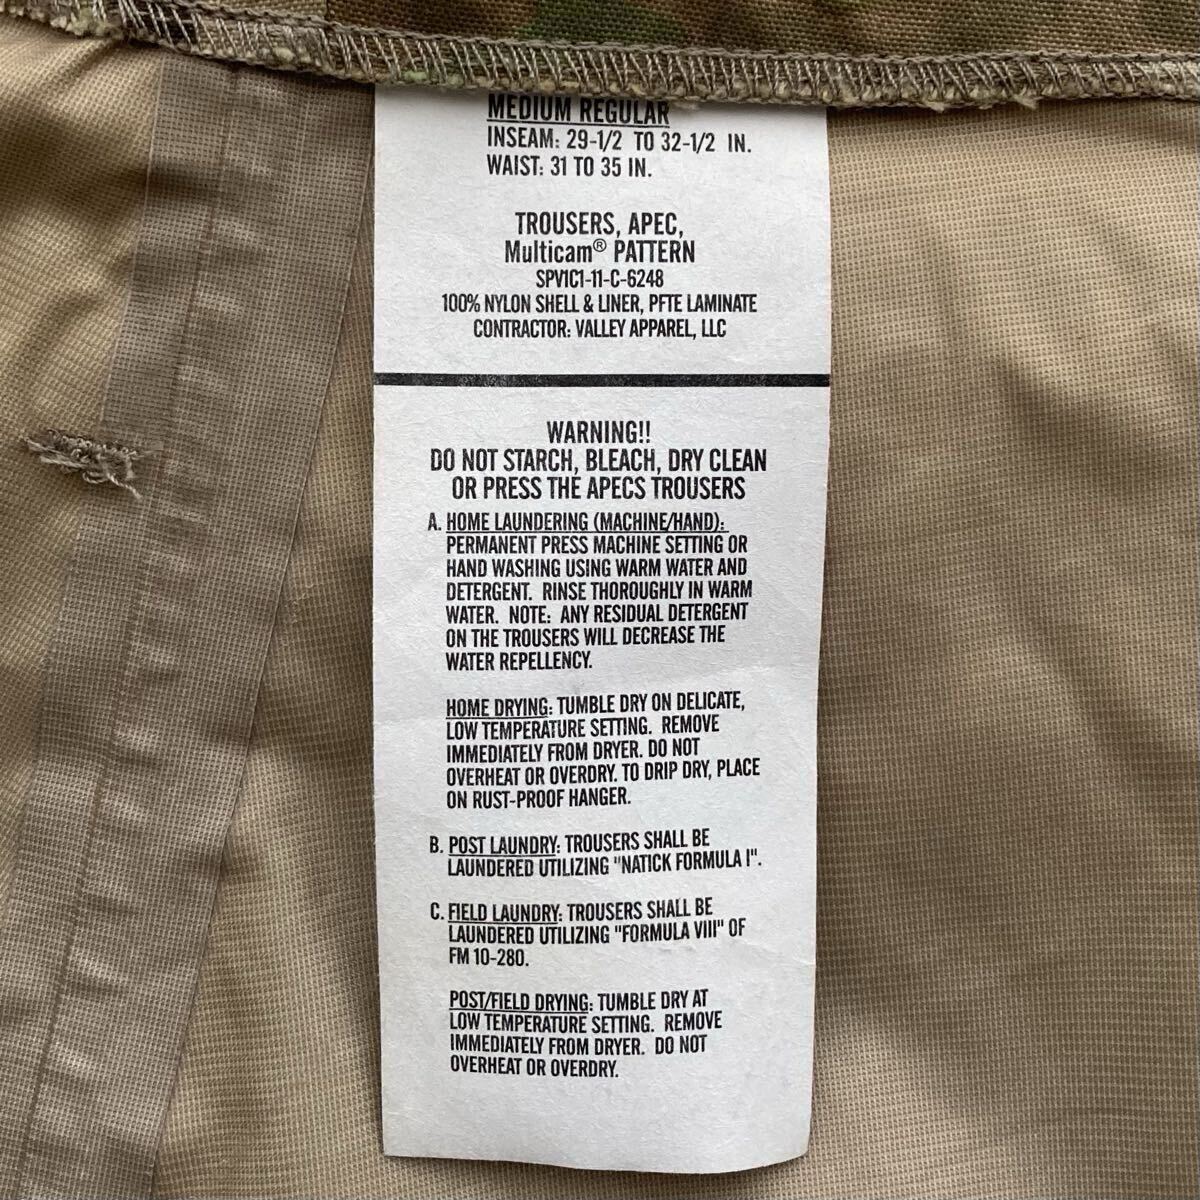 MEDIUM REGULAR
INSEAM: 29-1/2 TO 32-1/2 IN.
WAIST: 31 TO 35 IN.
TROUSERS, APEC,
Multicam® PATTERN
SPV1C1-11-C-6248
100% NYLON SHELL & LINER, PFTE LAMINATE
CONTRACTOR: VALLEY APPAREL, LLC
WARNING!!
DO NOT STARCH, BLEACH, DRY CLEAN
OR PRESS THE APECS TROUSERS
A. HOME LAUNDERING (MACHINE/HAND):
PERMANENT PRESS MACHINE SETTING OR
HAND WASHING USING WARM WATER AND
DETERGENT. RINSE THOROUGHLY IN WARM
WATER. NOTE: ANY RESIDUAL DETERGENT
ON THE TROUSERS WILL DECREASE THE
WATER REPELLENCY.
HOME DRYING: TUMBLE DRY ON DELICATE,
LOW TEMPERATURE SETTING. REMOVE
IMMEDIATELY FROM DRYER. DO NOT
OVERHEAT OR OVERDRY. TO DRIP DRY, PLACE
ON RUST-PROOF HANGER.
B. POST LAUNDRY: TROUSERS SHALL BE
LAUNDERED UTILIZING "NATICK FORMULA I".
C. FIELD LAUNDRY: TROUSERS SHALL BE
LAUNDERED UTILIZING "FORMULA VIII" OF
FM 10-280.
POST/FIELD DRYING: TUMBLE DRY AT
LOW TEMPERATURE SETTING. REMOVE
IMMEDIATELY FROM DRYER. DO NOT
OVERHEAT OR OVERDRY.